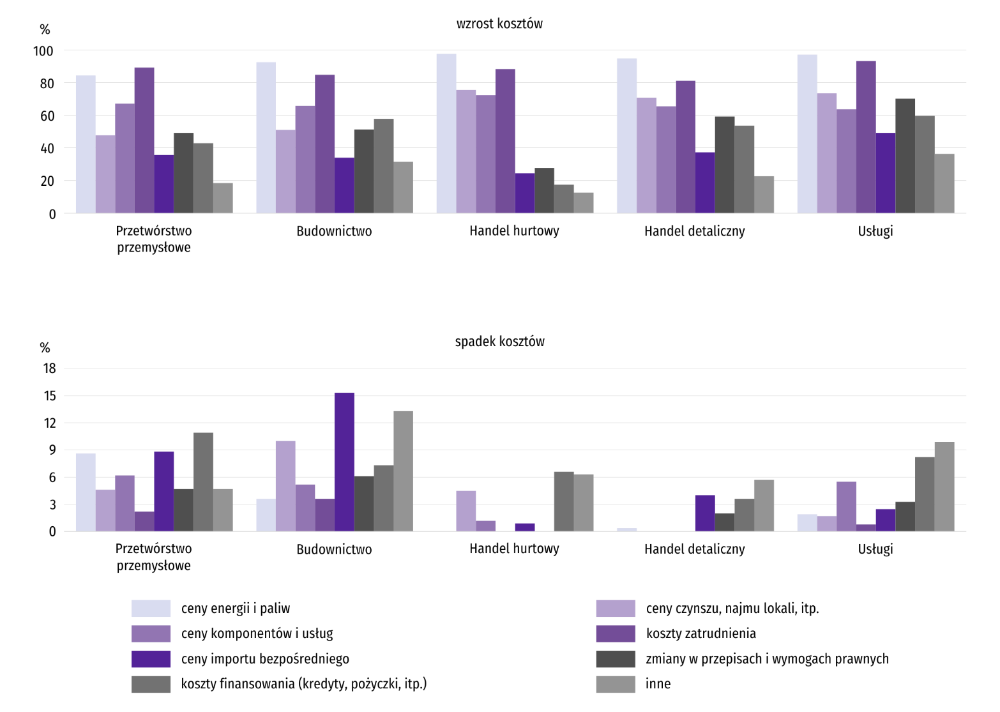 wzrost kosztów
%
100
80
60
40
20
0
Przetwórstwo
przemysłowe
Budownictwo
Handel hurtowy
Handel detaliczny
Usługi
spadek kosztów
%
18
15
12
9
6
3
0
Przetwórstwo
przemysłowe
Budownictwo
Handel hurtowy
Handel detaliczny
Usługi
ceny energii i paliw
ceny czynszu, najmu lokali, itp.
ceny komponentów i usług
koszty zatrudnienia
ceny importu bezpośredniego
zmiany w przepisach i wymogach prawnych
koszty finansowania (kredyty, pożyczki, itp.)
inne